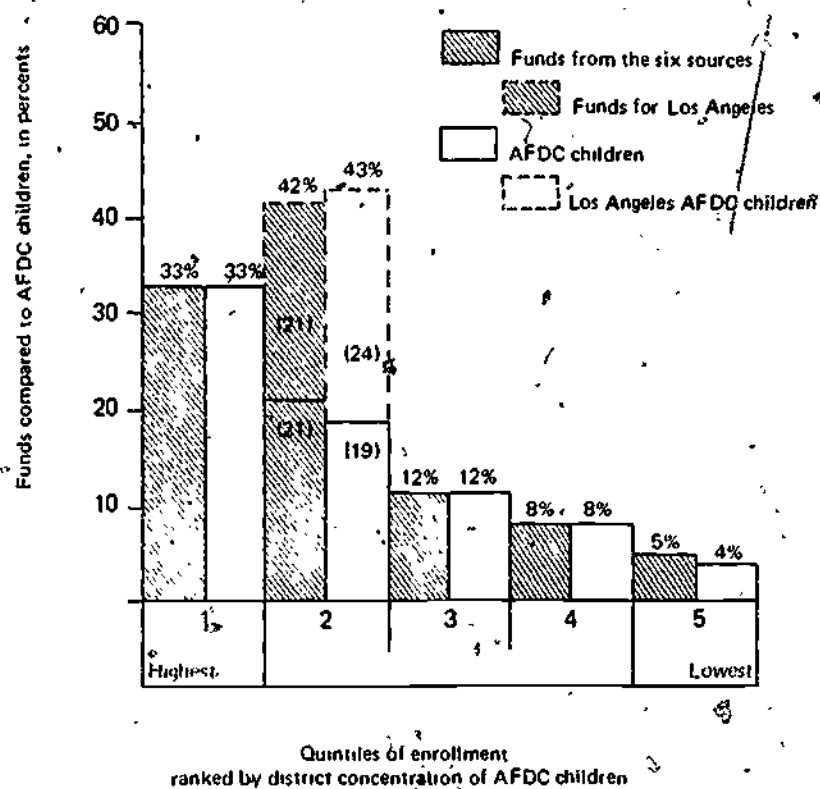 60
50
40
30
20
10
Funds compared to AFDC children, in percents
Funds from the six sources
Funds for Los Angeles
AFDC children
Los Angeles AFDC children
33%
33%
42%
43%
(21)
(24)
(21)
(19)
12%
12%
8%
8%
5%
4%
1
2
3
4
5
Highest
Lowest
Quintiles of enrollment
ranked by district concentration of AFDC children